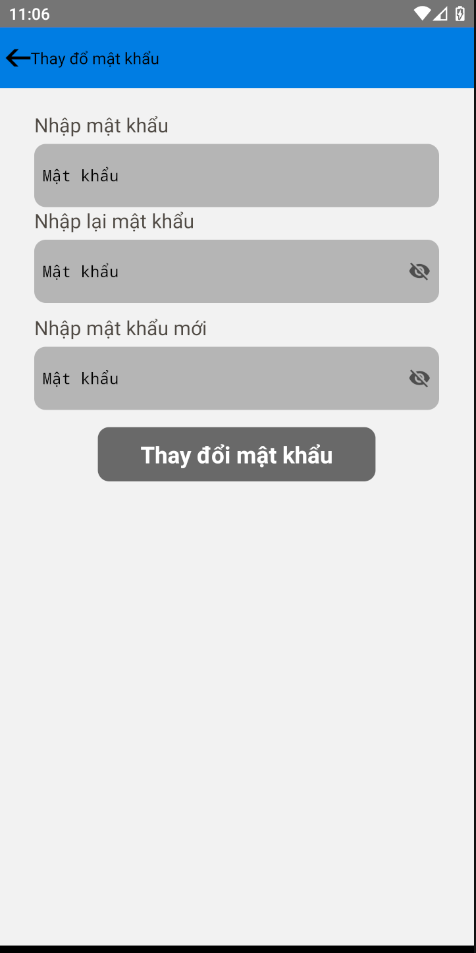 11:06
Thay đổ mật khẩu
Nhập mật khẩu
Mật khẩu
Nhập lại mật khẩu
Mật khẩu
Nhập mật khẩu mới
Mật khẩu
Thay đổi mật khẩu